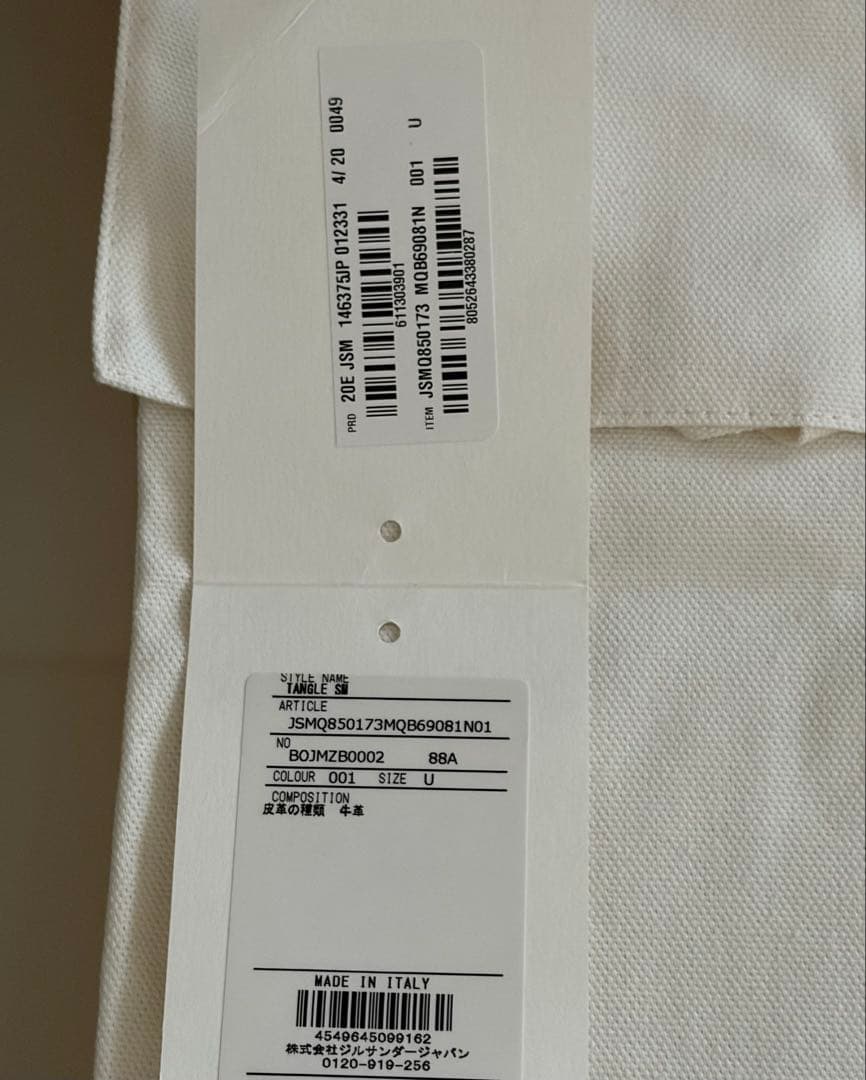 PRD 20E JSM 146375JP 012331 4/ 20 0049
611303901
ITEM JSMQ850173 MQB69081N 001 U
8052643380287
STYLE NAME
TANGLE SM
ARTICLE
JSMQ850173MQB69081N01
NO
BOJMZB0002 88A
COLOUR 001 SIZE U
COMPOSITION
皮革の種類 牛革
MADE IN ITALY
4549645099162
株式会社ジルサンダージャパン
0120-919-256